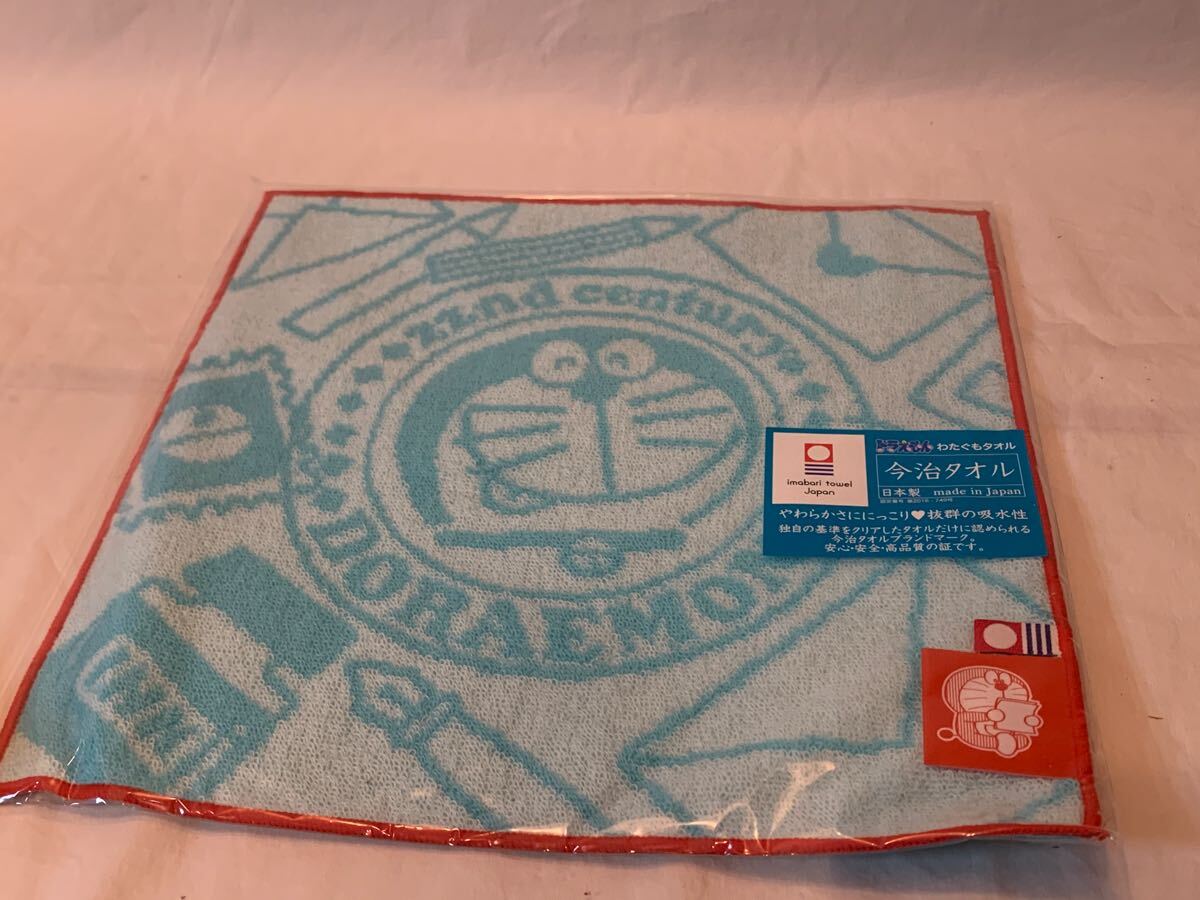 22nd century
DORAEMON
imabari towel
Japan
ドラえもん わたぐもタオル
今治タオル
日本製 made in Japan
やわらかさににっこり♥抜群の吸水性
独自の基準をクリアしたタオルだけに認められる
今治タオルブランドマーク。
安心・安全・高品質の証です。